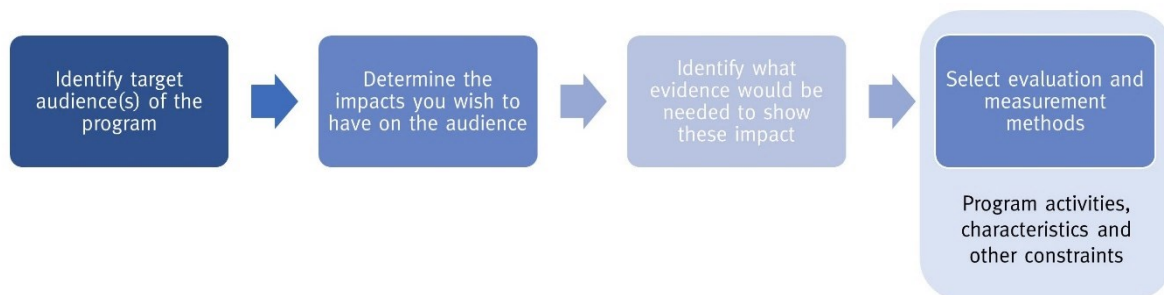 Identify target
audience(s) of the
program
Determine the
impacts you wish to
have on the audience
Identify what
evidence would be
needed to show
these impact
Select evaluation and
measurement
methods
Program activities,
characteristics and
other constraints